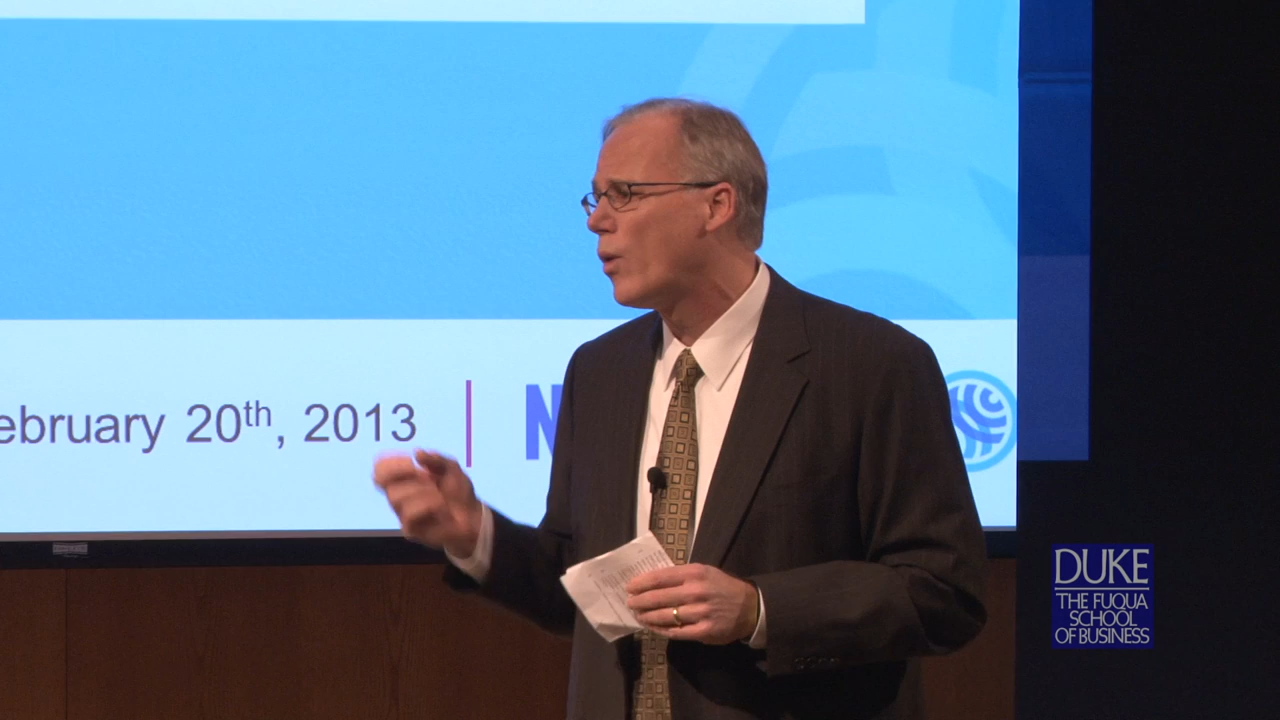 ebruary 20th, 2013
N
DUKE
THE FUQUA
SCHOOL
OF BUSINESS